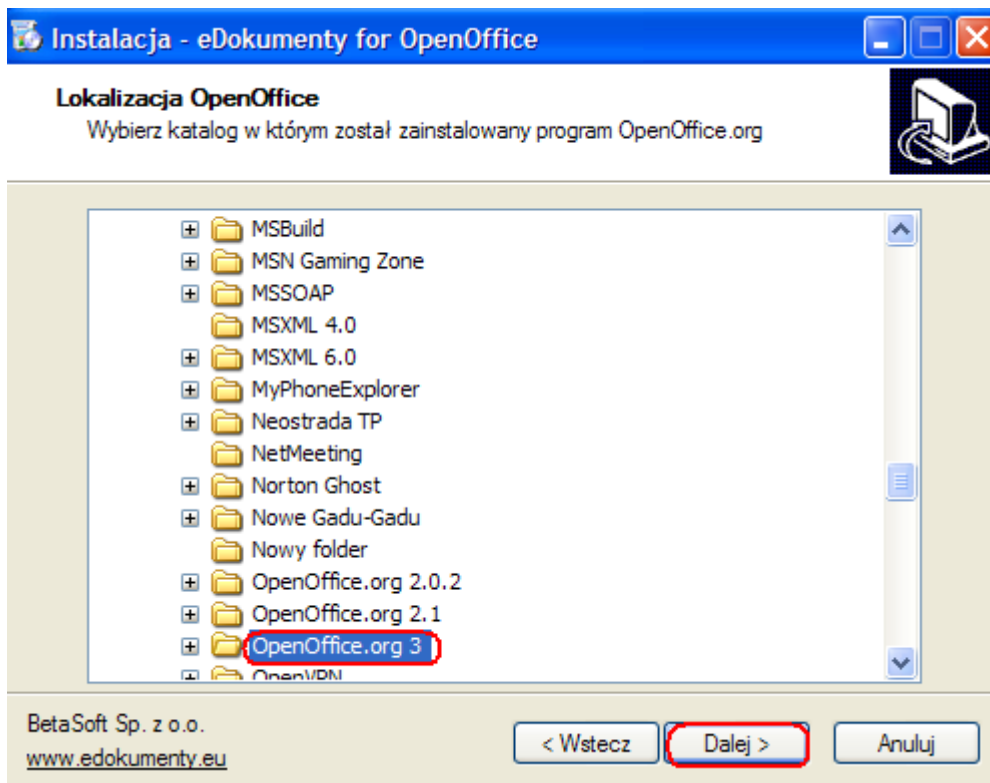 Instalacja - eDokumenty for OpenOffice
Lokalizacja OpenOffice
Wybierz katalog w którym został zainstalowany program OpenOffice.org
MSBuild
MSN Gaming Zone
MSSOAP
MSXML 4.0
MSXML 6.0
MyPhoneExplorer
Neostrada TP
NetMeeting
Norton Ghost
Nowe Gadu-Gadu
Nowy folder
OpenOffice.org 2.0.2
OpenOffice.org 2.1
OpenOffice.org 3
OpenVPN
BetaSoft Sp. z o.o.
www.edokumenty.eu
< Wstecz Dalej > Anuluj